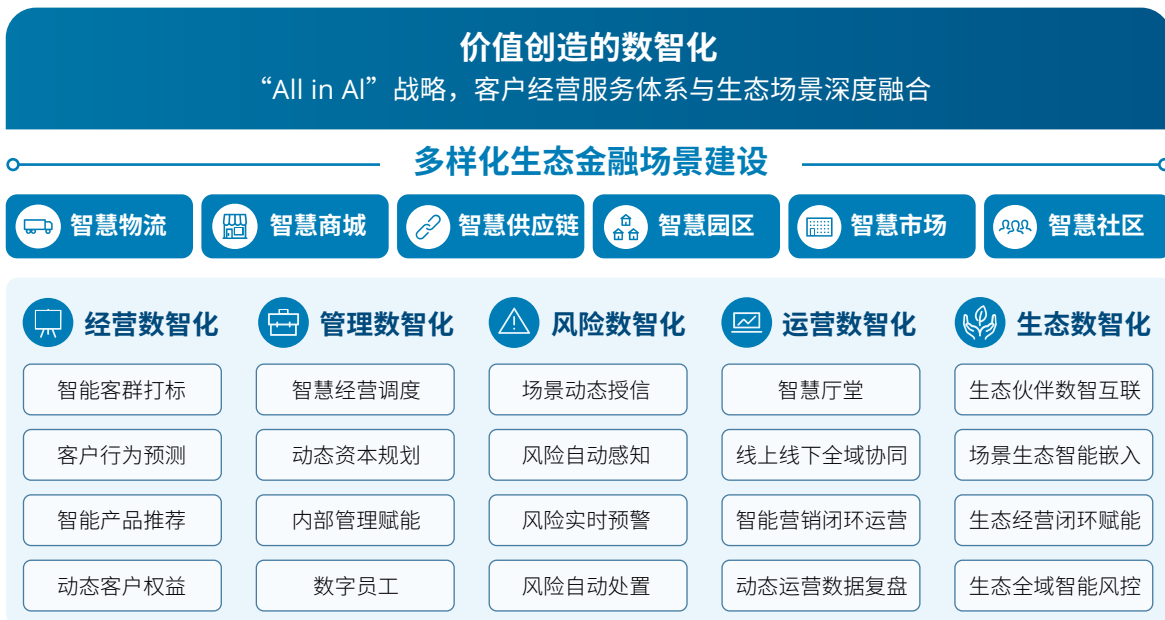 价值创造的数智化
“All in AI”战略，客户经营服务体系与生态场景深度融合
多样化生态金融场景建设
智慧物流 智慧商城 智慧供应链 智慧园区 智慧市场 智慧社区
经营数智化 管理数智化 风险数智化 运营数智化 生态数智化
智能客群打标 智慧经营调度 场景动态授信 智慧厅堂 生态伙伴数智互联
客户行为预测 动态资本规划 风险自动感知 线上线下全域协同 场景生态智能嵌入
智能产品推荐 内部管理赋能 风险实时预警 智能营销闭环运营 生态经营闭环赋能
动态客户权益 数字员工 风险自动处置 动态运营数据复盘 生态全域智能风控